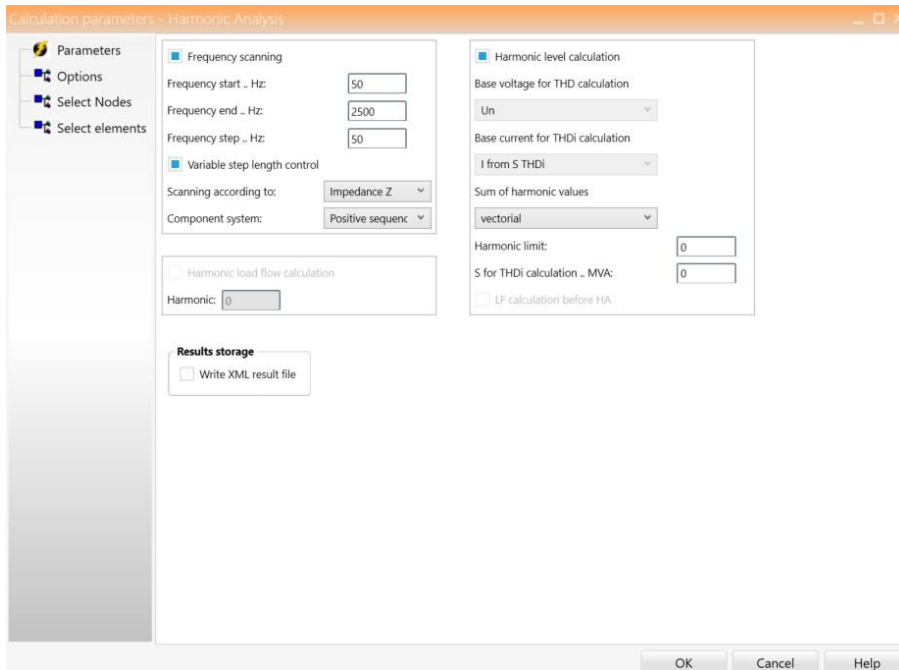 Calculation parameters - Harmonic Analysis
Parameters
Options
Select Nodes
Select elements
Frequency scanning
Frequency start .. Hz: 50
Frequency end .. Hz: 2500
Frequency step .. Hz: 50
Variable step length control
Scanning according to: Impedance Z
Component system: Positive sequenc
Harmonic load flow calculation
Harmonic: 0
Results storage
Write XML result file
Harmonic level calculation
Base voltage for THD calculation
Un
Base current for THDi calculation
I from S THDi
Sum of harmonic values
vectorial
Harmonic limit: 0
S for THDi calculation .. MVA: 0
LF calculation before HA
OK Cancel Help